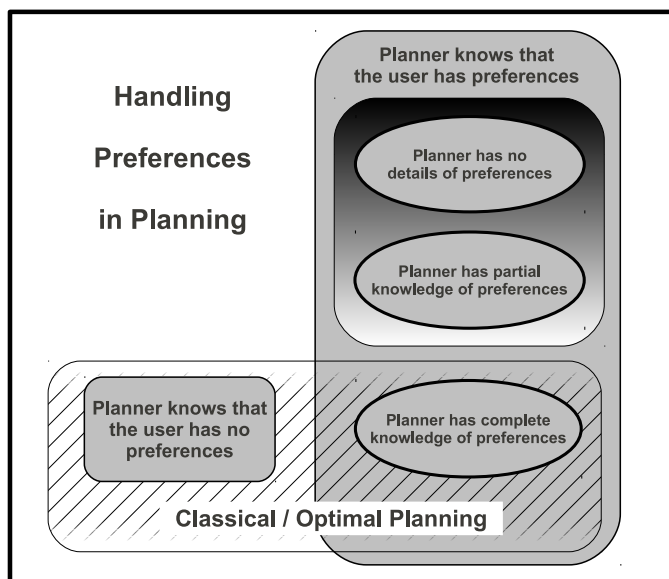 Handling
Preferences
in Planning
Planner knows that
the user has preferences
Planner has no
details of preferences
Planner has partial
knowledge of preferences
Planner knows that
the user has no
preferences
Planner has complete
knowledge of preferences
Classical / Optimal Planning